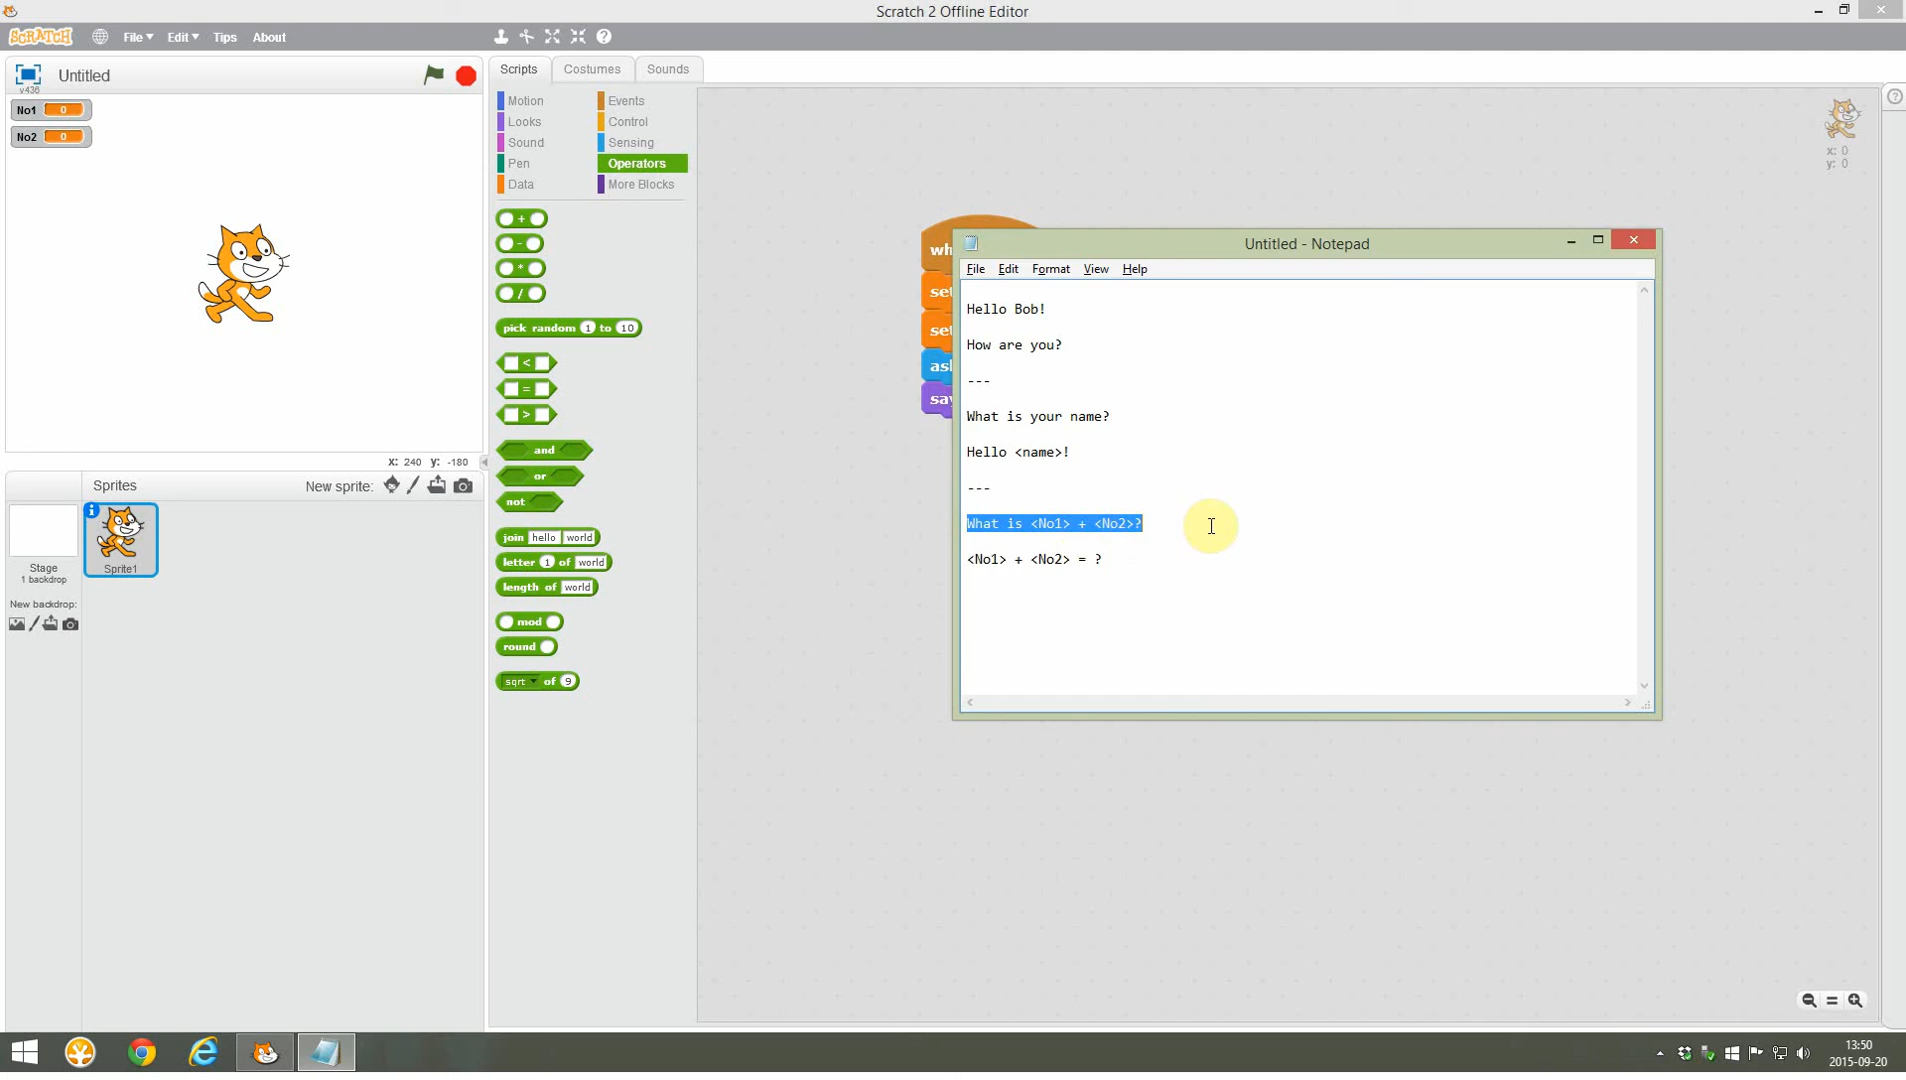 Scratch 2 Offline Editor
SCRATCH File Edit Tips About
v436 Untitled
Scripts Costumes Sounds
No1 0
No2 0
Motion Events
Looks Control
Sound Sensing
Pen Operators
Data More Blocks
+
-
*
/
pick random 1 to 10
<
=
>
and
or
not
join hello world
letter 1 of world
length of world
mod
round
sqrt of 9
x: 0
y: 0
Untitled - Notepad
File Edit Format View Help
Hello Bob!
How are you?
---
What is your name?
Hello <name>!
---
What is <No1> + <No2>?
<No1> + <No2> = ?
x: 240 y: -180
Sprites New sprite:
Stage
1 backdrop
New backdrop:
Sprite1
13:50
2015-09-20